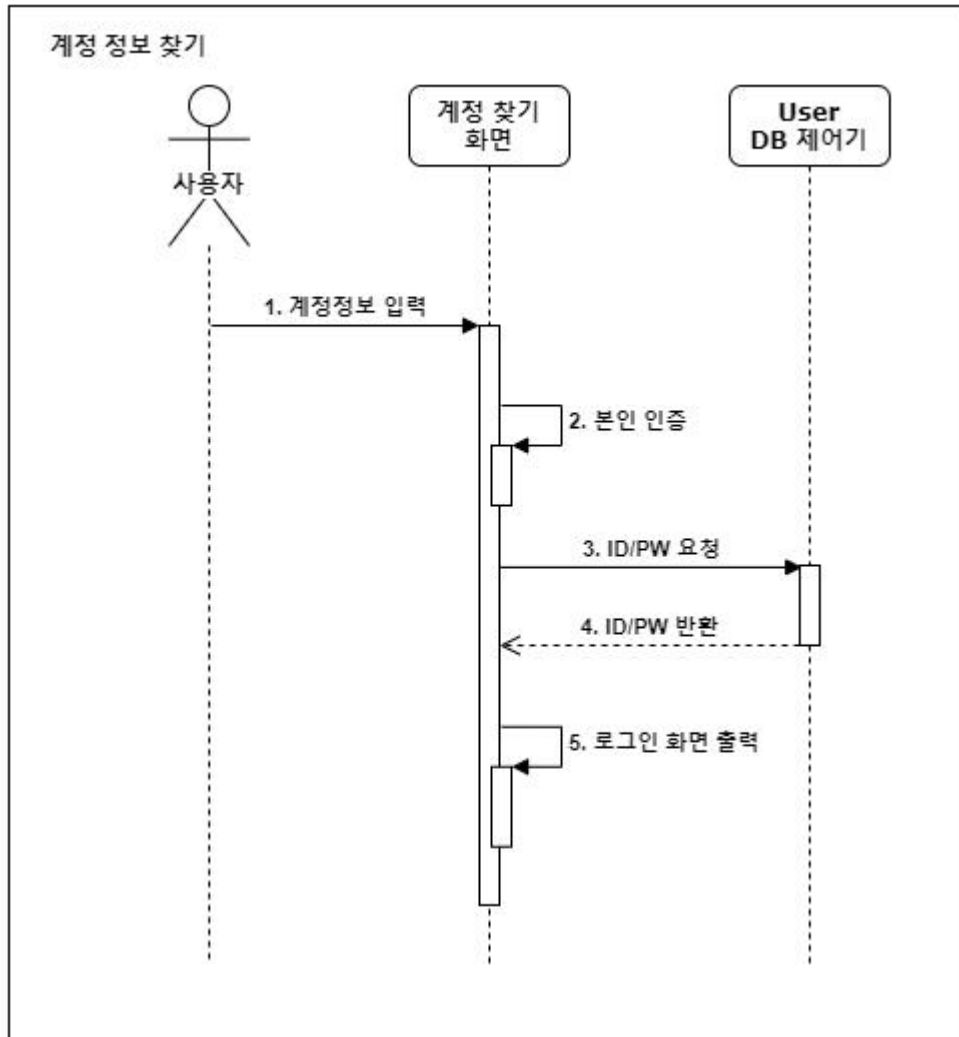 계정 정보 찾기
사용자
계정 찾기
화면
User
DB 제어기
1. 계정정보 입력
2. 본인 인증
3. ID/PW 요청
4. ID/PW 반환
5. 로그인 화면 출력